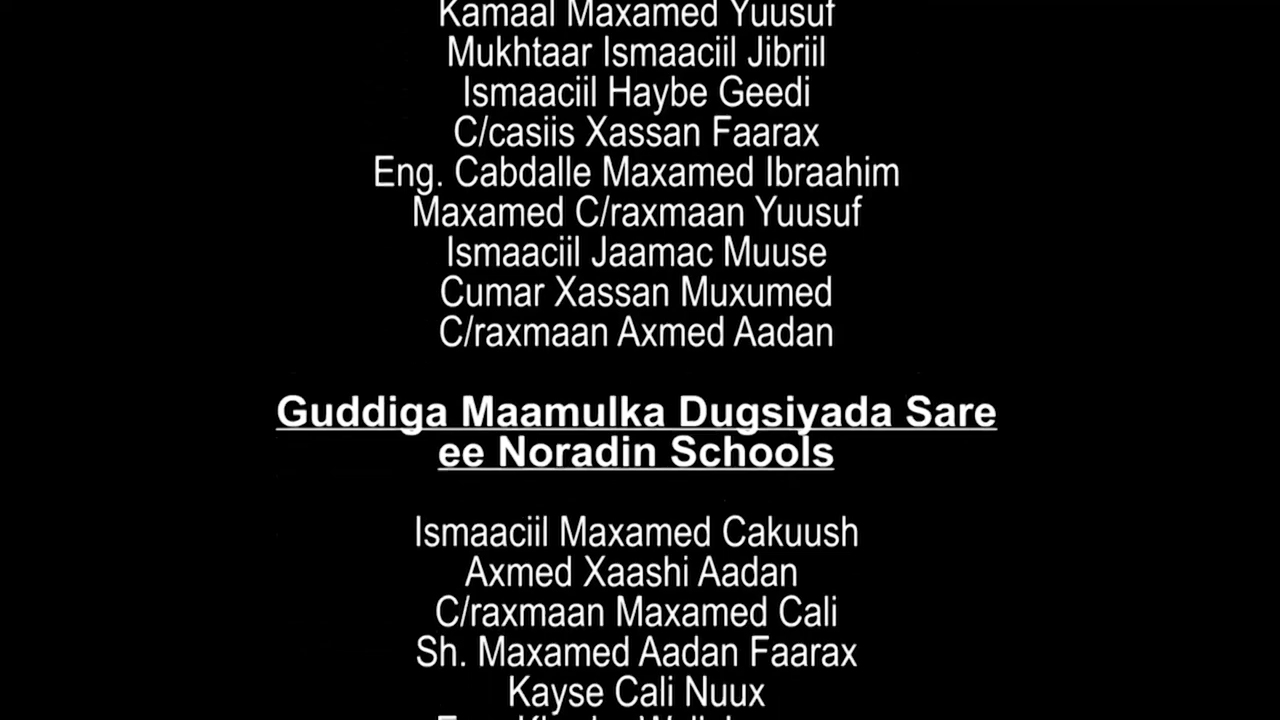 Kamaal Maxamed Yuusuf
Mukhtaar Ismaaciil Jibriil
Ismaaciil Haybe Geedi
C/casiis Xassan Faarax
Eng. Cabdalle Maxamed Ibraahim
Maxamed C/raxmaan Yuusuf
Ismaaciil Jaamac Muuse
Cumar Xassan Muxumed
C/raxmaan Axmed Aadan
Guddiga Maamulka Dugsiyada Sare
ee Noradin Schools
Ismaaciil Maxamed Cakuush
Axmed Xaashi Aadan
C/raxmaan Maxamed Cali
Sh. Maxamed Aadan Faarax
Kayse Cali Nuux